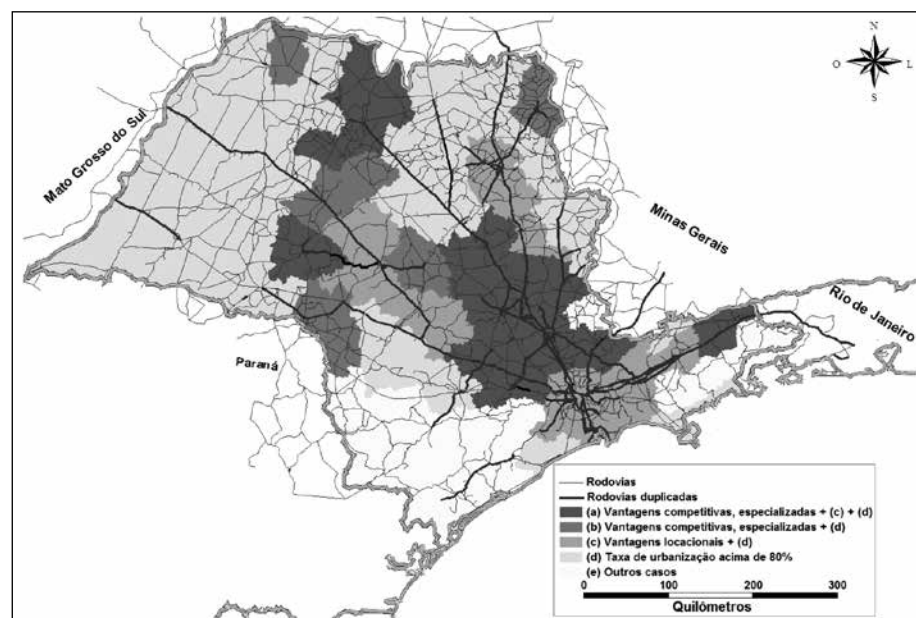 N
O
L
S
Mato Grosso do Sul
Minas Gerais
Rio de Janeiro
Paraná
Rodovias
Rodovias duplicadas
(a) Vantagens competitivas, especializadas + (c) + (d)
(b) Vantagens competitivas, especializadas + (d)
(c) Vantagens locacionais + (d)
(d) Taxa de urbanização acima de 80%
(e) Outros casos
0 100 200 300
Quilómetros